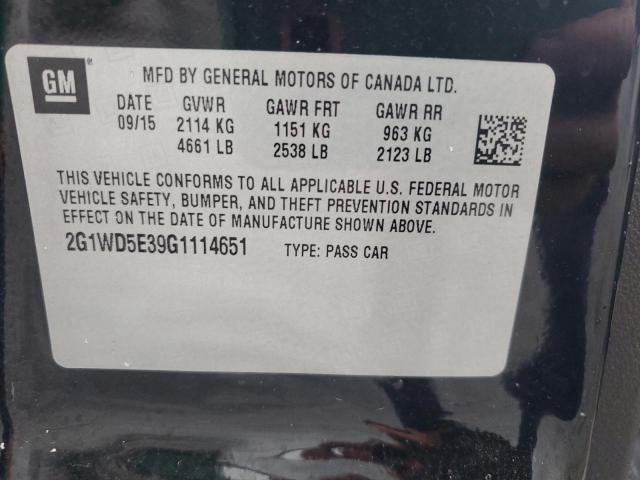 GM
®
MFD BY GENERAL MOTORS OF CANADA LTD.
DATE GVWR GAWR FRT GAWR RR
09/15 2114 KG 1151 KG 963 KG
4661 LB 2538 LB 2123 LB
THIS VEHICLE CONFORMS TO ALL APPLICABLE U.S. FEDERAL MOTOR
VEHICLE SAFETY, BUMPER, AND THEFT PREVENTION STANDARDS IN
EFFECT ON THE DATE OF MANUFACTURE SHOWN ABOVE.
2G1WD5E39G1114651 TYPE: PASS CAR